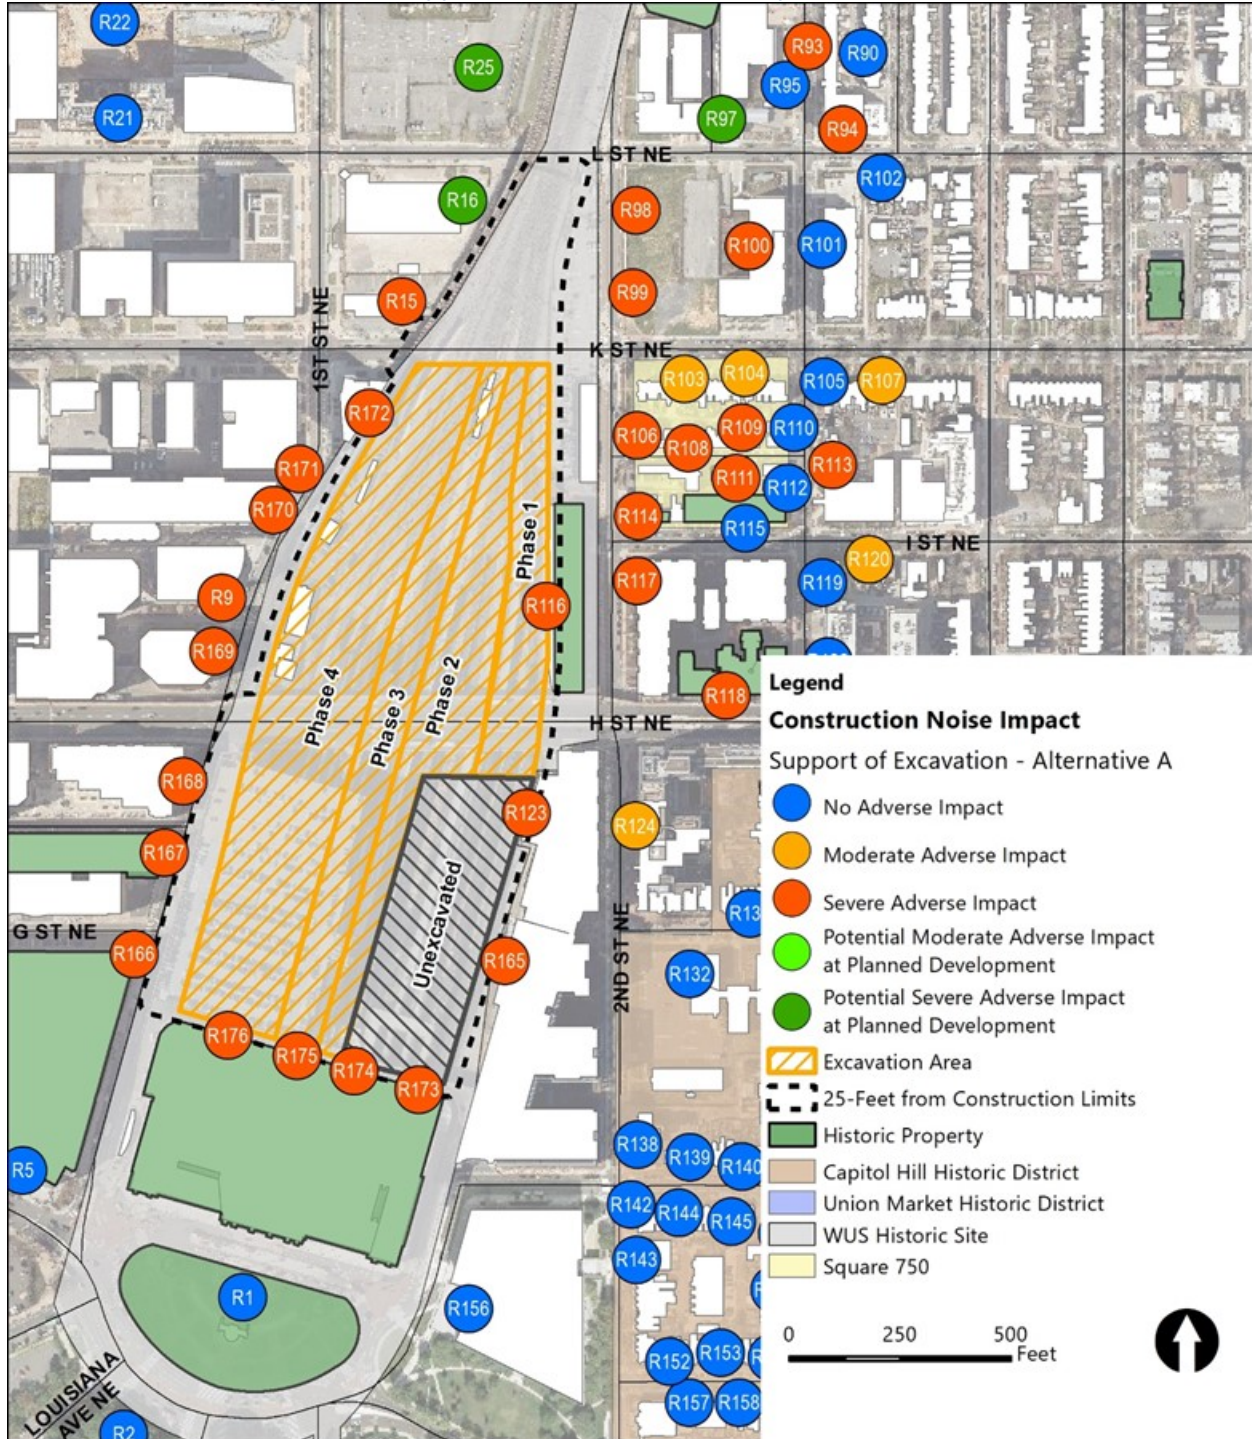 R22
R93
R90
R25
R95
R21
R97
R94
L ST NE
R102
R16
R98
R100
R101
R99
R15
1ST ST NE
K ST NE
R103
R104
R105
R107
R172
R106
R109
R110
R108
R171
R113
R111
R112
R170
R114
R115
Phase 1
I ST NE
R120
R117
R119
R9
R116
R169
Phase 4
Phase 3
Phase 2
R118
H ST NE
R168
R123
R124
R167
Unexcavated
G ST NE
R166
R165
2ND ST NE
R132
R176
R175
R174
R173
R138
R139
R140
R5
R142
R144
R145
R143
R1
R156
R152
R153
R157
R158
LOUISIANA
AVE NE
R2
Legend
Construction Noise Impact
Support of Excavation - Alternative A
No Adverse Impact
Moderate Adverse Impact
Severe Adverse Impact
Potential Moderate Adverse Impact
at Planned Development
Potential Severe Adverse Impact
at Planned Development
Excavation Area
25-Feet from Construction Limits
Historic Property
Capitol Hill Historic District
Union Market Historic District
WUS Historic Site
Square 750
0 250 500
Feet